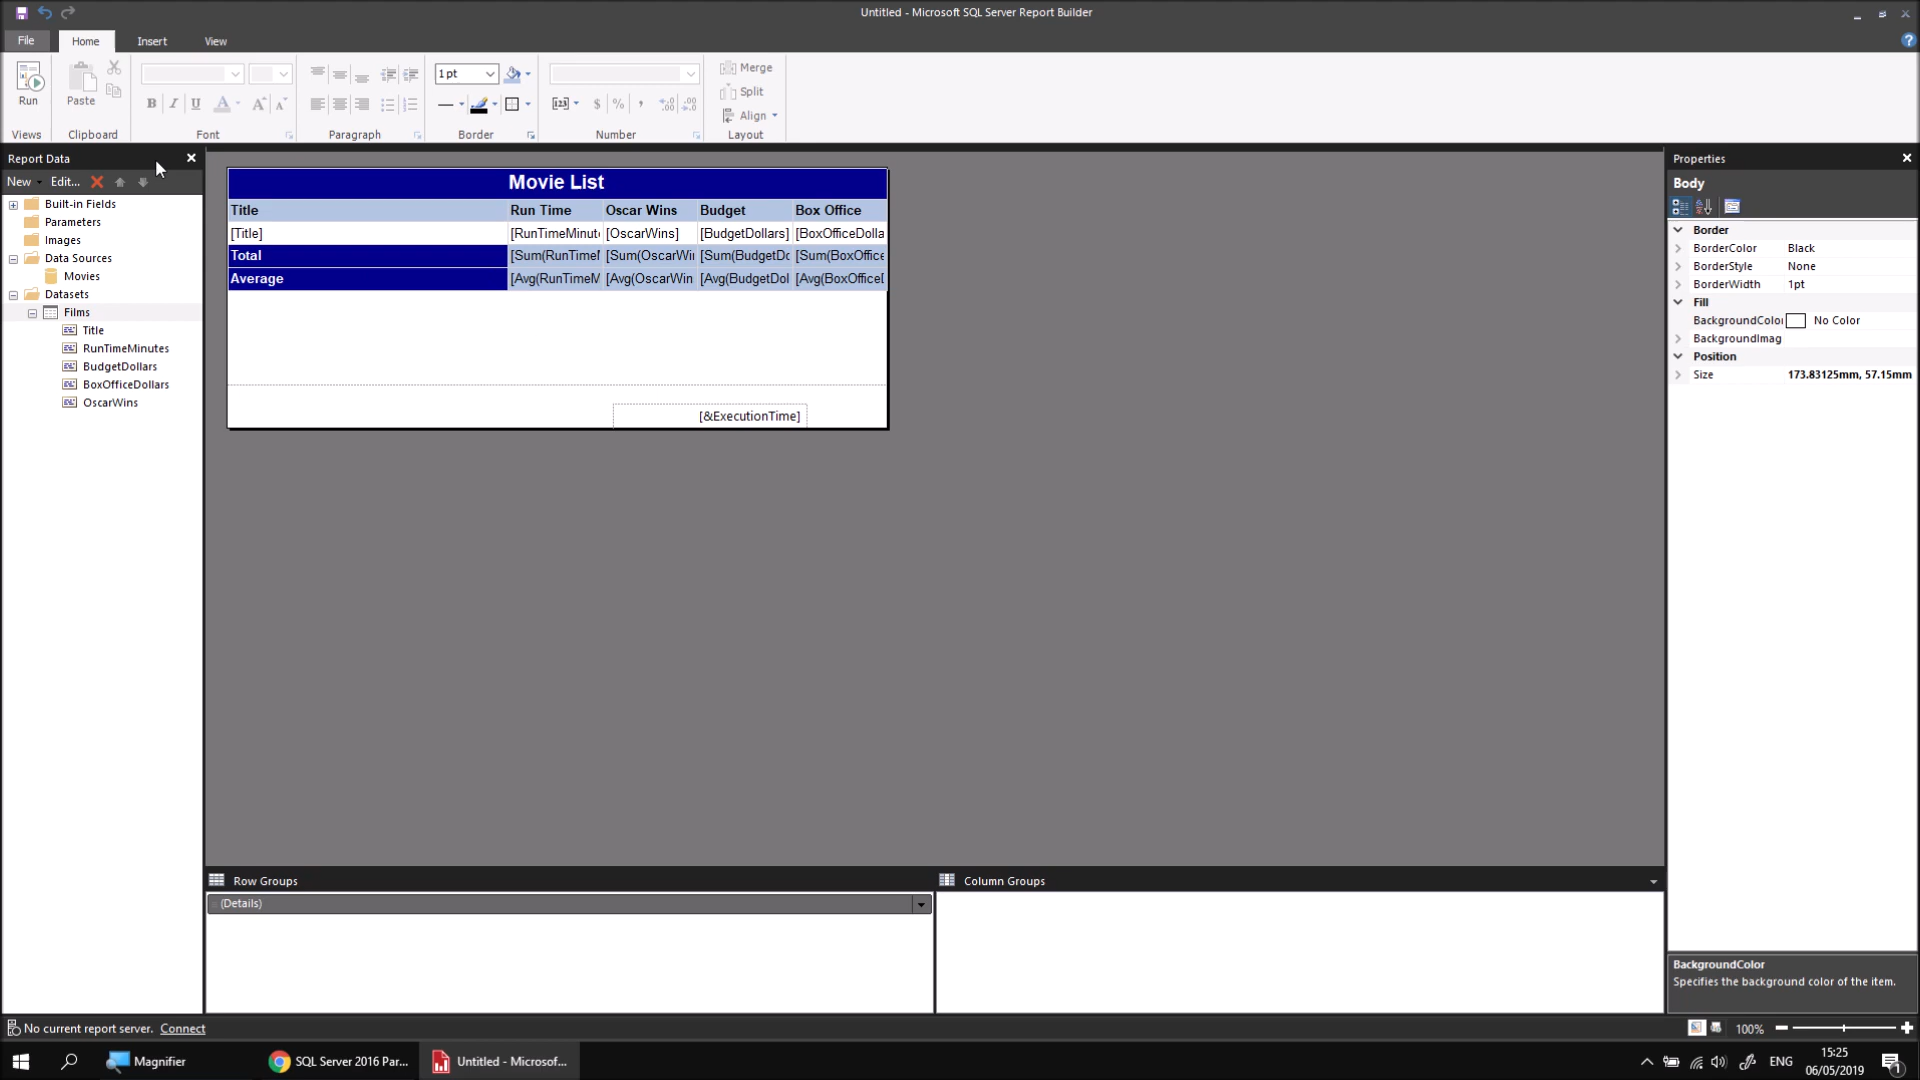 Untitled - Microsoft SQL Server Report Builder
File Home Insert View
Run
Paste
1pt
Merge
Split
Align
Views Clipboard Font Paragraph Border Number Layout
Report Data
New Edit...
Built-in Fields
Parameters
Images
Data Sources
Movies
Datasets
Films
Title
RunTimeMinutes
BudgetDollars
BoxOfficeDollars
OscarWins
Movie List
Title Run Time Oscar Wins Budget Box Office
[Title] [RunTimeMinut [OscarWins] [BudgetDollars] [BoxOfficeDolla
Total [Sum(RunTime [Sum(OscarWi [Sum(BudgetDo [Sum(BoxOffice
Average [Avg(RunTimeM [Avg(OscarWin [Avg(BudgetDol [Avg(BoxOffice
[&ExecutionTime]
Properties
Body
Border
BorderColor Black
BorderStyle None
BorderWidth 1pt
Fill
BackgroundColo No Color
BackgroundImag
Position
Size 173.83125mm, 57.15mm
BackgroundColor
Specifies the background color of the item.
Row Groups Column Groups
(Details)
No current report server. Connect
100%
Magnifier SQL Server 2016 Par... Untitled - Microsof...
ENG
15:25
06/05/2019
1